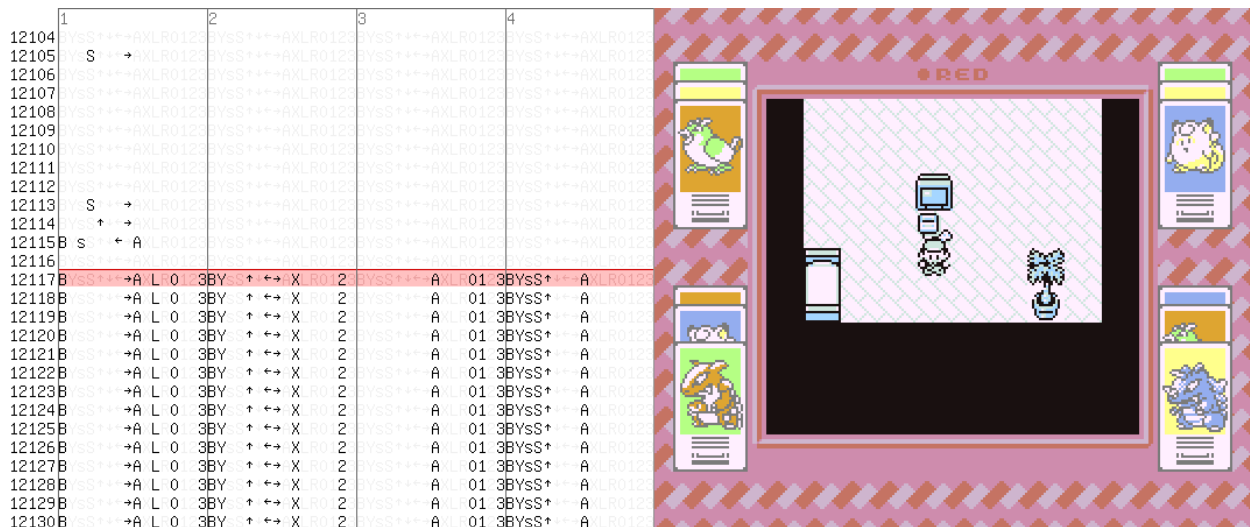 1 2 3 4
RED
12104 BYsS↑↓←→AXLR0123BYsS↑↓←→AXLR0123BYsS↑↓←→AXLR0123BYsS↑↓←→A
12105 S →
12106
12107
12108
12109
12110
12111
12112
12113 S →
12114 ↑ →
12115 B s ← A
12116
12117 B →A L 0 3BY ↑ ←→ X 2 A 01 3BYsS↑ A
12118 B →A L 0 3BY ↑ ←→ X 2 A 01 3BYsS↑ A
12119 B →A L 0 3BY ↑ ←→ X 2 A 01 3BYsS↑ A
12120 B →A L 0 3BY ↑ ←→ X 2 A 01 3BYsS↑ A
12121 B →A L 0 3BY ↑ ←→ X 2 A 01 3BYsS↑ A
12122 B →A L 0 3BY ↑ ←→ X 2 A 01 3BYsS↑ A
12123 B →A L 0 3BY ↑ ←→ X 2 A 01 3BYsS↑ A
12124 B →A L 0 3BY ↑ ←→ X 2 A 01 3BYsS↑ A
12125 B →A L 0 3BY ↑ ←→ X 2 A 01 3BYsS↑ A
12126 B →A L 0 3BY ↑ ←→ X 2 A 01 3BYsS↑ A
12127 B →A L 0 3BY ↑ ←→ X 2 A 01 3BYsS↑ A
12128 B →A L 0 3BY ↑ ←→ X 2 A 01 3BYsS↑ A
12129 B →A L 0 3BY ↑ ←→ X 2 A 01 3BYsS↑ A
12130 B →A L 0 3BY ↑ ←→ X 2 A 01 3BYsS↑ A